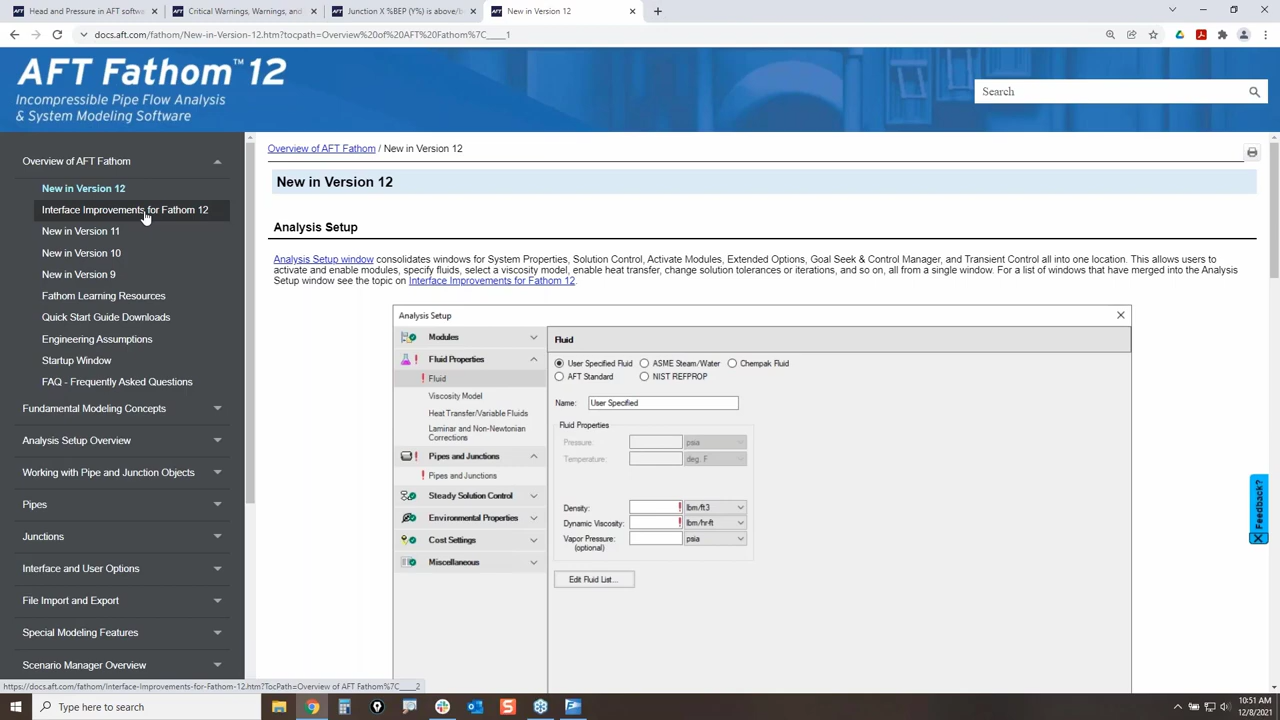 Head and Pressure in AFT softwa
Critical Warnings, Warnings, and
Junction X %BEP (Y%) is above/b
New in Version 12
docs.aft.com/fathom/New-in-Version-12.htm?tocpath=Overview%20of%20AFT%20Fathom%7C____1
AFT Fathom™ 12
Incompressible Pipe Flow Analysis
& System Modeling Software
Search
Overview of AFT Fathom
New in Version 12
Interface Improvements for Fathom 12
New in Version 11
New in Version 10
New in Version 9
Fathom Learning Resources
Quick Start Guide Downloads
Engineering Assumptions
Startup Window
FAQ - Frequently Asked Questions
Fundamental Modeling Concepts
Analysis Setup Overview
Working with Pipe and Junction Objects
Pipes
Junctions
Interface and User Options
File Import and Export
Special Modeling Features
Scenario Manager Overview
Overview of AFT Fathom / New in Version 12
New in Version 12
Analysis Setup
Analysis Setup window consolidates windows for System Properties, Solution Control, Activate Modules, Extended Options, Goal Seek & Control Manager, and Transient Control all into one location. This allows users to
activate and enable modules, specify fluids, select a viscosity model, enable heat transfer, change solution tolerances or iterations, and so on, all from a single window. For a list of windows that have merged into the Analysis
Setup window see the topic on Interface Improvements for Fathom 12.
Analysis Setup
Modules
Fluid Properties
Fluid
Viscosity Model
Heat Transfer/Variable Fluids
Laminar and Non-Newtonian
Corrections
Pipes and Junctions
Pipes and Junctions
Steady Solution Control
Environmental Properties
Cost Settings
Miscellaneous
Fluid
User Specified Fluid
ASME Steam/Water
Chempak Fluid
AFT Standard
NIST REFPROP
Name: User Specified
Fluid Properties
Pressure: psia
Temperature: deg. F
Density: lbm/ft3
Dynamic Viscosity: lbm/hr-ft
Vapor Pressure: psia
(optional)
Edit Fluid List...
Feedback?
https://docs.aft.com/fathom/Interface-Improvements-for-Fathom-12.htm?TocPath=Overview of AFT Fathom%7C____2
Type here to search
10:51 AM
12/8/2021